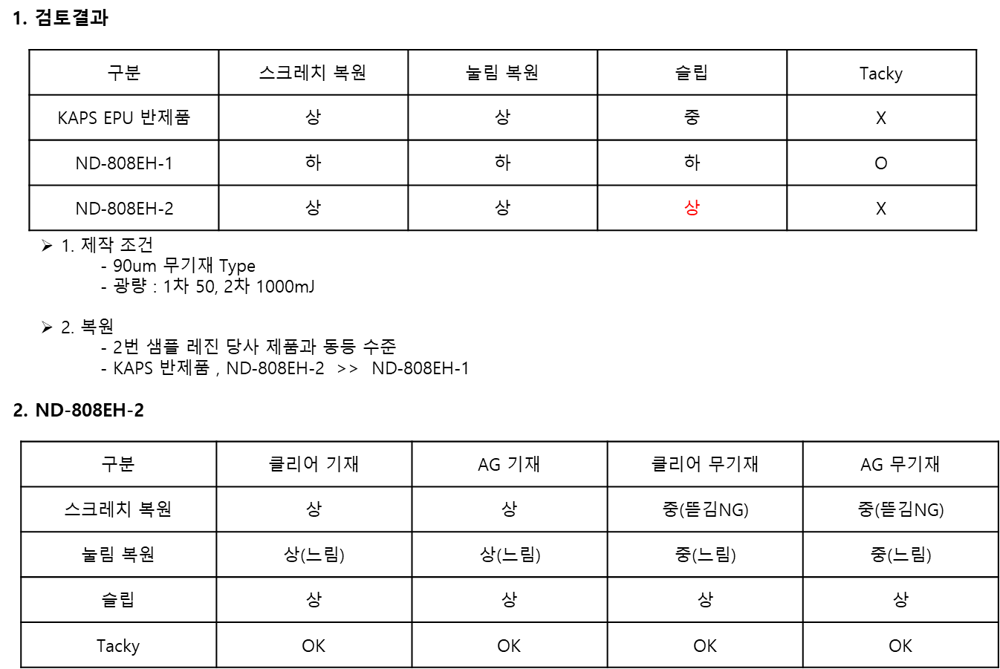 1. 검토결과
구분 스크레치 복원 눌림 복원 슬립 Tacky
KAPS EPU 반제품 상 상 중 X
ND-808EH-1 하 하 하 O
ND-808EH-2 상 상 상 X
➢ 1. 제작 조건
- 90um 무기재 Type
- 광량 : 1차 50, 2차 1000mJ
➢ 2. 복원
- 2번 샘플 레진 당사 제품과 동등 수준
- KAPS 반제품 , ND-808EH-2 >> ND-808EH-1
2. ND-808EH-2
구분 클리어 기재 AG 기재 클리어 무기재 AG 무기재
스크레치 복원 상 상 중(뜯김NG) 중(뜯김NG)
눌림 복원 상(느림) 상(느림) 중(느림) 중(느림)
슬립 상 상 상 상
Tacky OK OK OK OK